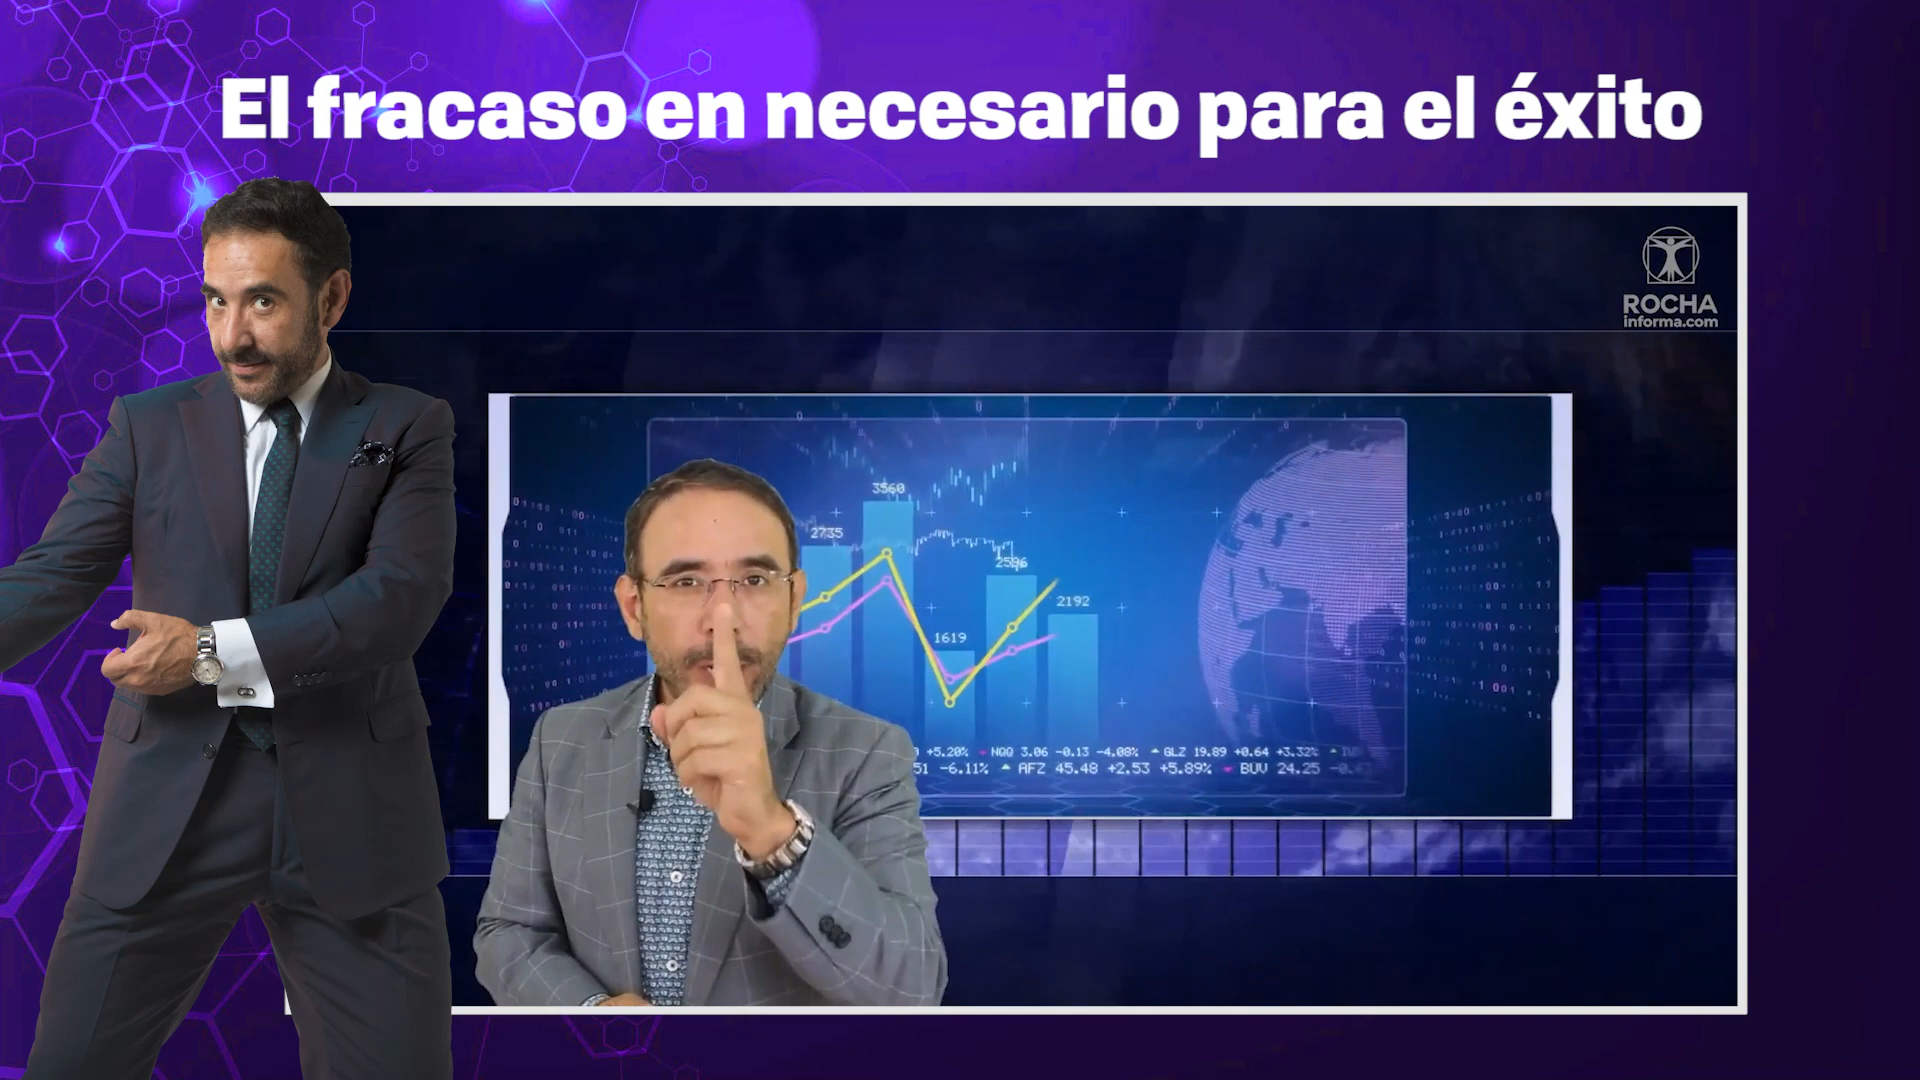 El fracaso en necesario para el éxito
ROCHA
informa.com
3560
2735
2596
2192
1619
+5.20% NQQ 3.06 -0.13 -4.08% GLZ 19.89 +0.64 +3.32%
51 -6.11% AFZ 45.48 +2.53 +5.89% BUV 24.25